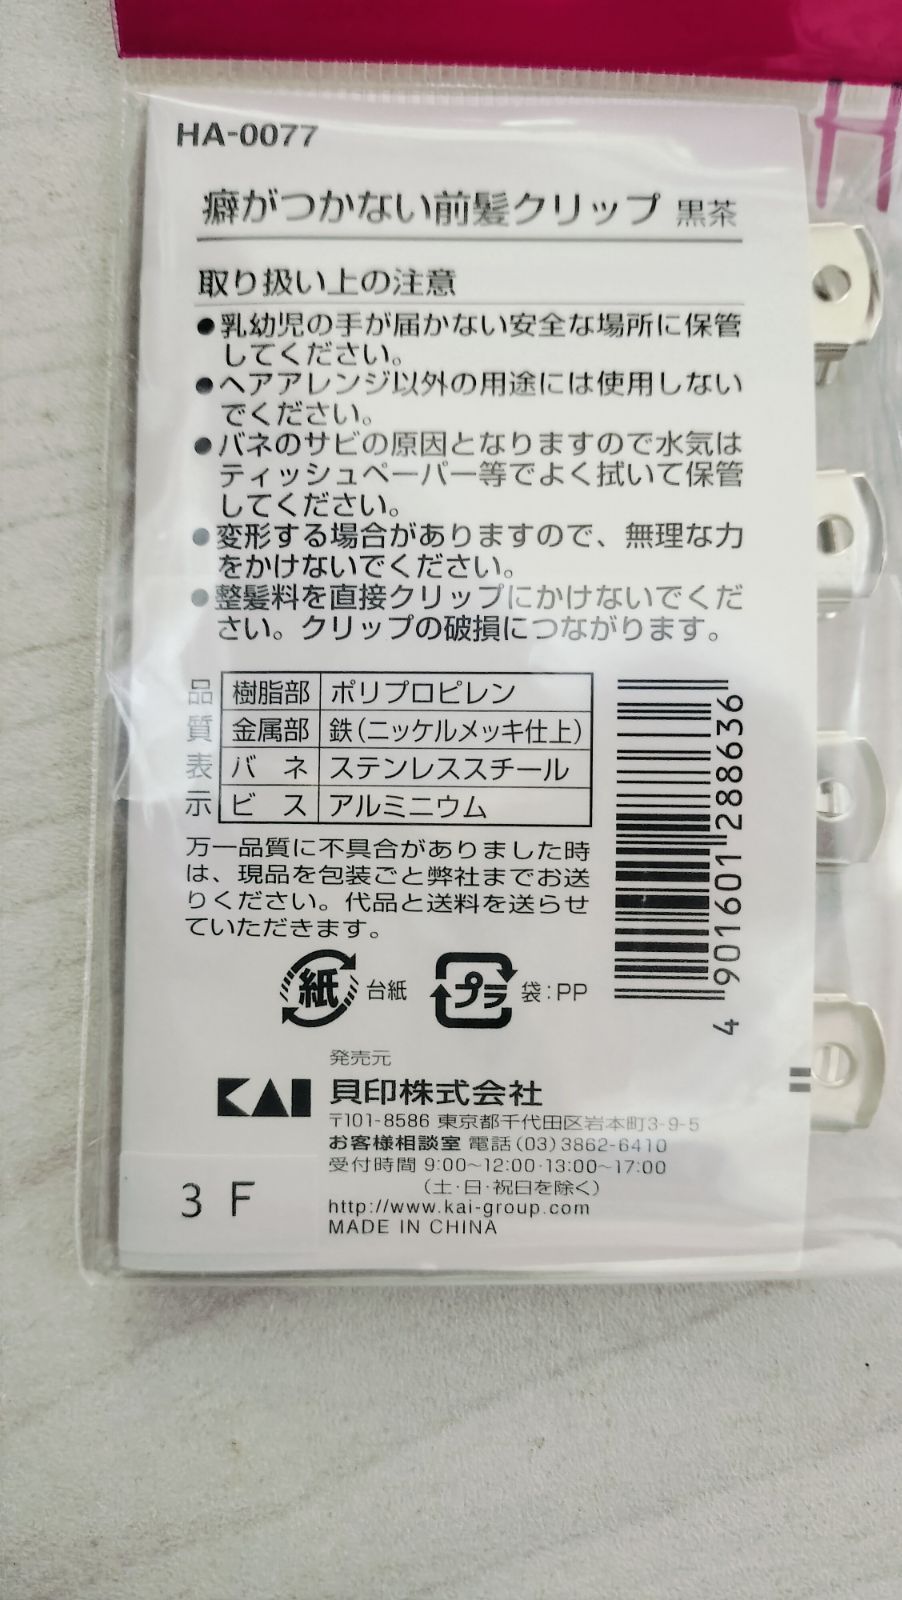 HA-0077
癖がつかない前髪クリップ 黒茶
取り扱い上の注意
●乳幼児の手が届かない安全な場所に保管
してください。
●ヘアアレンジ以外の用途には使用しない
でください。
●バネのサビの原因となりますので水気は
ティッシュペーパー等でよく拭いて保管
してください。
●変形する場合がありますので、無理な力
をかけないでください。
●整髪料を直接クリップにかけないでくだ
さい。クリップの破損につながります。
品質表示
樹脂部 ポリプロピレン
金属部 鉄(ニッケルメッキ仕上)
バネ ステンレススチール
ビス アルミニウム
万一品質に不具合がありました時
は、現品を包装ごと弊社までお送
りください。代品と送料を送らせ
ていただきます。
4 901601 288636
紙 台紙 プラ 袋:PP
発売元
KAI 貝印株式会社
〒101-8586 東京都千代田区岩本町3-9-5
お客様相談室 電話(03)3862-6410
受付時間 9:00~12:00・13:00~17:00
(土・日・祝日を除く)
http://www.kai-group.com
MADE IN CHINA
3 F
H